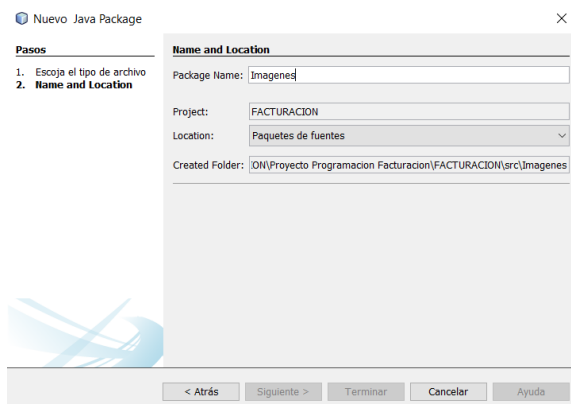 Nuevo Java Package
Pasos
1. Escoja el tipo de archivo
2. Name and Location
Name and Location
Package Name: Imagenes
Project: FACTURACION
Location: Paquetes de fuentes
Created Folder: ON\Proyecto Programacion Facturacion\FACTURACION\src\Imagenes
< Atrás Siguiente > Terminar Cancelar Ayuda